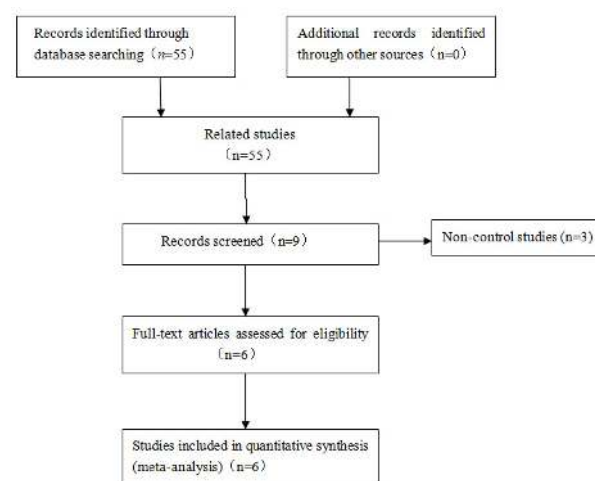 Records identified through
database searching (n=55)
Additional records identified
through other sources (n=0)
Related studies
(n=55)
Records screened (n=9)
Non-control studies (n=3)
Full-text articles assessed for eligibility
(n=6)
Studies included in quantitative synthesis
(meta-analysis) (n=6)